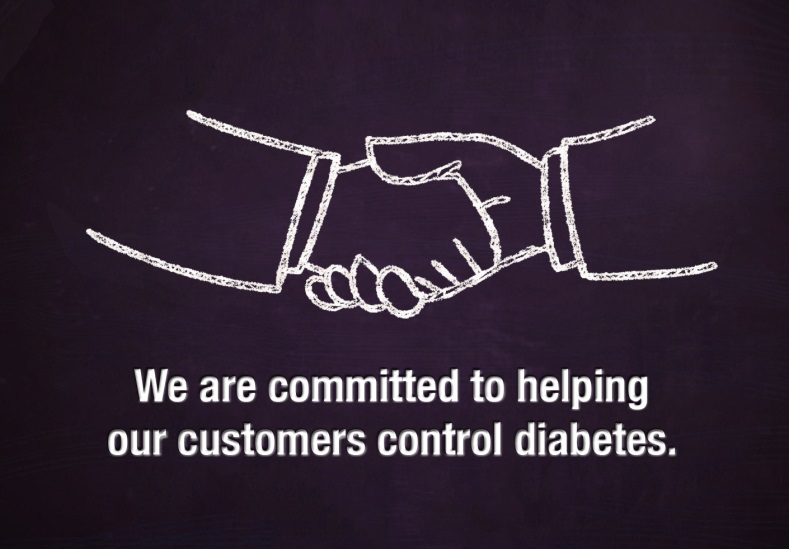 We are committed to helping
our customers control diabetes.